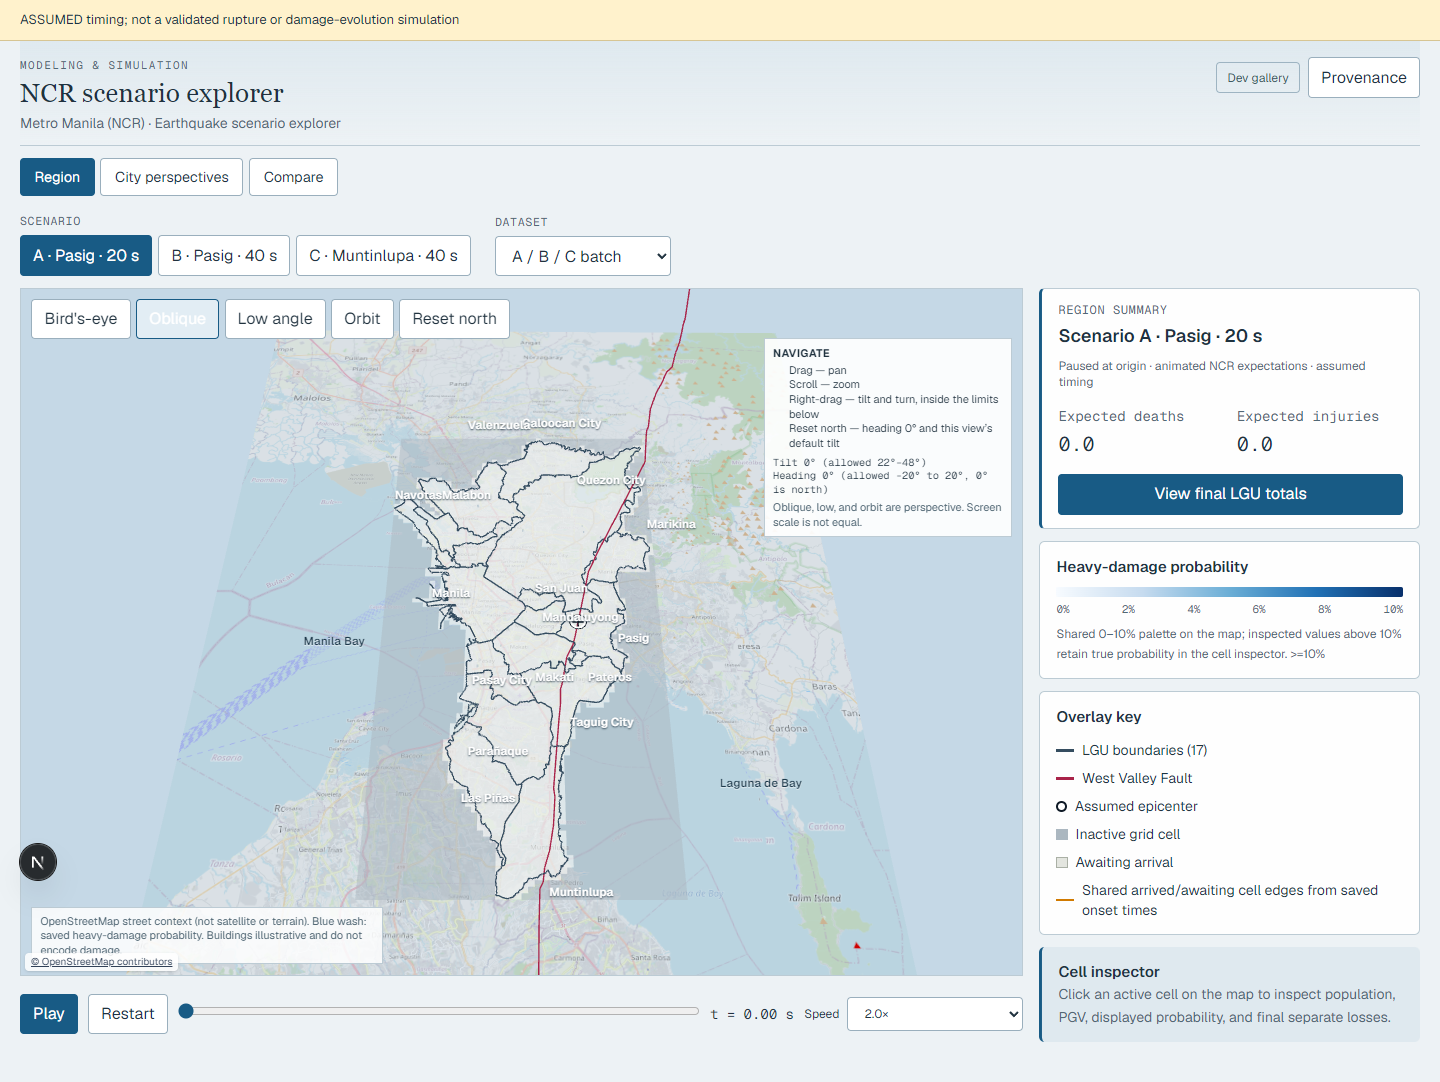 ASSUMED timing; not a validated rupture or damage-evolution simulation
MODELING & SIMULATION
NCR scenario explorer
Metro Manila (NCR) · Earthquake scenario explorer
Dev gallery
Provenance
Region
City perspectives
Compare
SCENARIO
DATASET
A · Pasig · 20 s
B · Pasig · 40 s
C · Muntinlupa · 40 s
A / B / C batch
Bird's-eye
Oblique
Low angle
Orbit
Reset north
NAVIGATE
Drag — pan
Scroll — zoom
Right-drag — tilt and turn, inside the limits
below
Reset north — heading 0° and this view's
default tilt
Tilt 0° (allowed 22°–48°)
Heading 0° (allowed -20° to 20°, 0°
is north)
Oblique, low, and orbit are perspective. Screen
scale is not equal.
Malolos
Valenzuela
Caloocan City
Quezon City
Navotas
Malabon
Marikina
San Juan
Manila
Mandaluyong
Manila Bay
Pasig
Pasay City
Makati
Pateros
Taguig City
Parañaque
Las Piñas
Muntinlupa
Laguna de Bay
Baras
Cardona
Cardona
Talim Island
Biñan
Santa Rosa
General Trias
Tanza
OpenStreetMap street context (not satellite or terrain). Blue wash:
saved heavy-damage probability. Buildings illustrative and do not
encode damage.
© OpenStreetMap contributors
N
Play
Restart
t = 0.00 s
Speed
2.0×
REGION SUMMARY
Scenario A · Pasig · 20 s
Paused at origin · animated NCR expectations · assumed
timing
Expected deaths
Expected injuries
0.0
0.0
View final LGU totals
Heavy-damage probability
0%
2%
4%
6%
8%
10%
Shared 0–10% palette on the map; inspected values above 10%
retain true probability in the cell inspector. >=10%
Overlay key
LGU boundaries (17)
West Valley Fault
Assumed epicenter
Inactive grid cell
Awaiting arrival
Shared arrived/awaiting cell edges from saved
onset times
Cell inspector
Click an active cell on the map to inspect population,
PGV, displayed probability, and final separate losses.